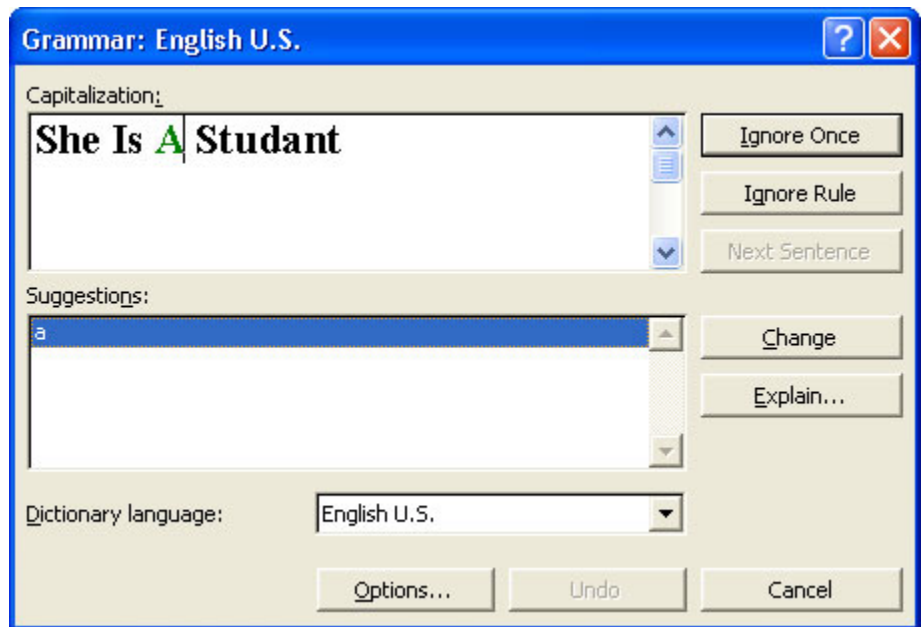 Grammar: English U.S.
Capitalization:
She Is A Studant
Ignore Once
Ignore Rule
Next Sentence
Suggestions:
a
Change
Explain...
Dictionary language:
English U.S.
Options...
Undo
Cancel